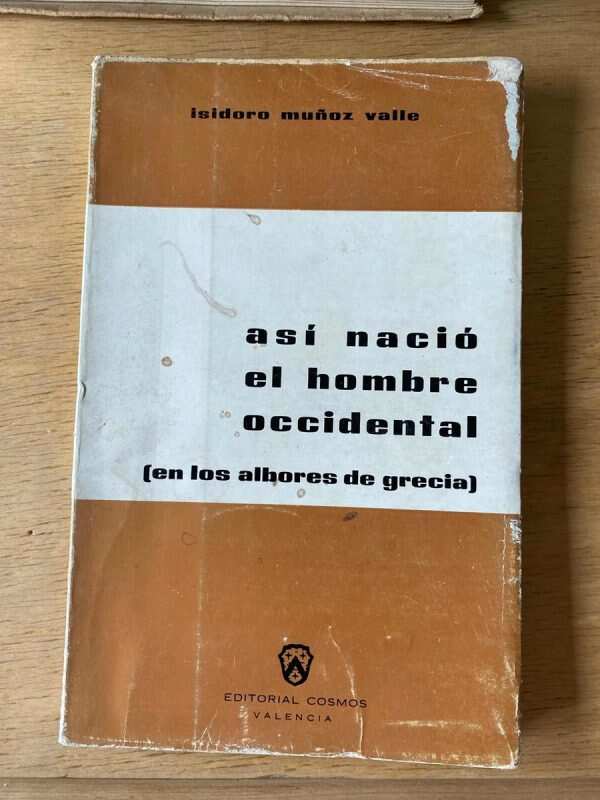 isidoro muñoz valle
así nació
el hombre
occidental
(en los albores de grecia)
EDITORIAL COSMOS
VALENCIA